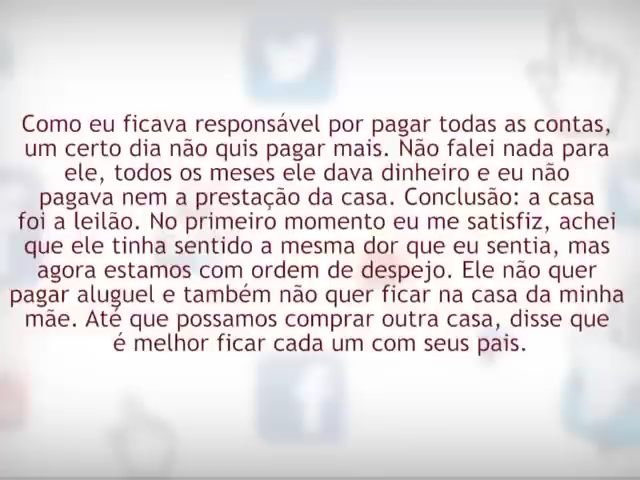 Como eu ficava responsável por pagar todas as contas,
um certo dia não quis pagar mais. Não falei nada para
ele, todos os meses ele dava dinheiro e eu não
pagava nem a prestação da casa. Conclusão: a casa
foi a leilão. No primeiro momento eu me satisfiz, achei
que ele tinha sentido a mesma dor que eu sentia, mas
agora estamos com ordem de despejo. Ele não quer
pagar aluguel e também não quer ficar na casa da minha
mãe. Até que possamos comprar outra casa, disse que
é melhor ficar cada um com seus pais.